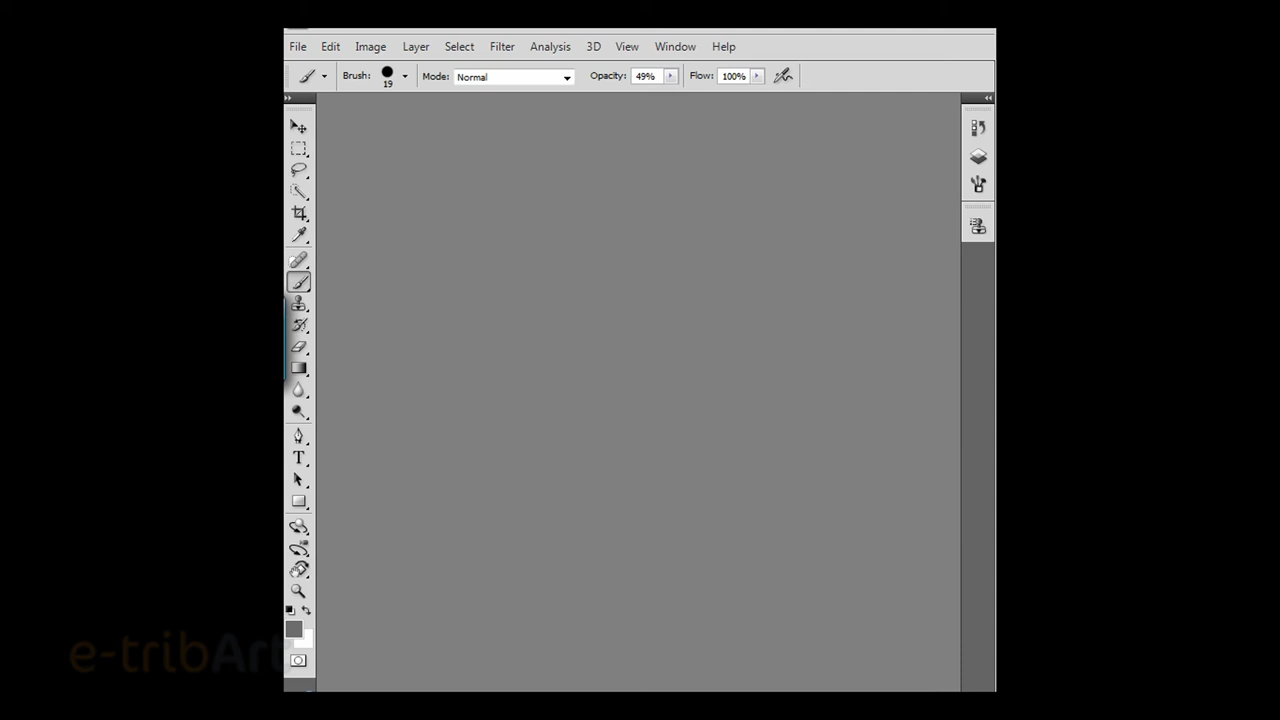 File Edit Image Layer Select Filter Analysis 3D View Window Help
Brush: 19 Mode: Normal Opacity: 49% Flow: 100%
T
e-tribArt